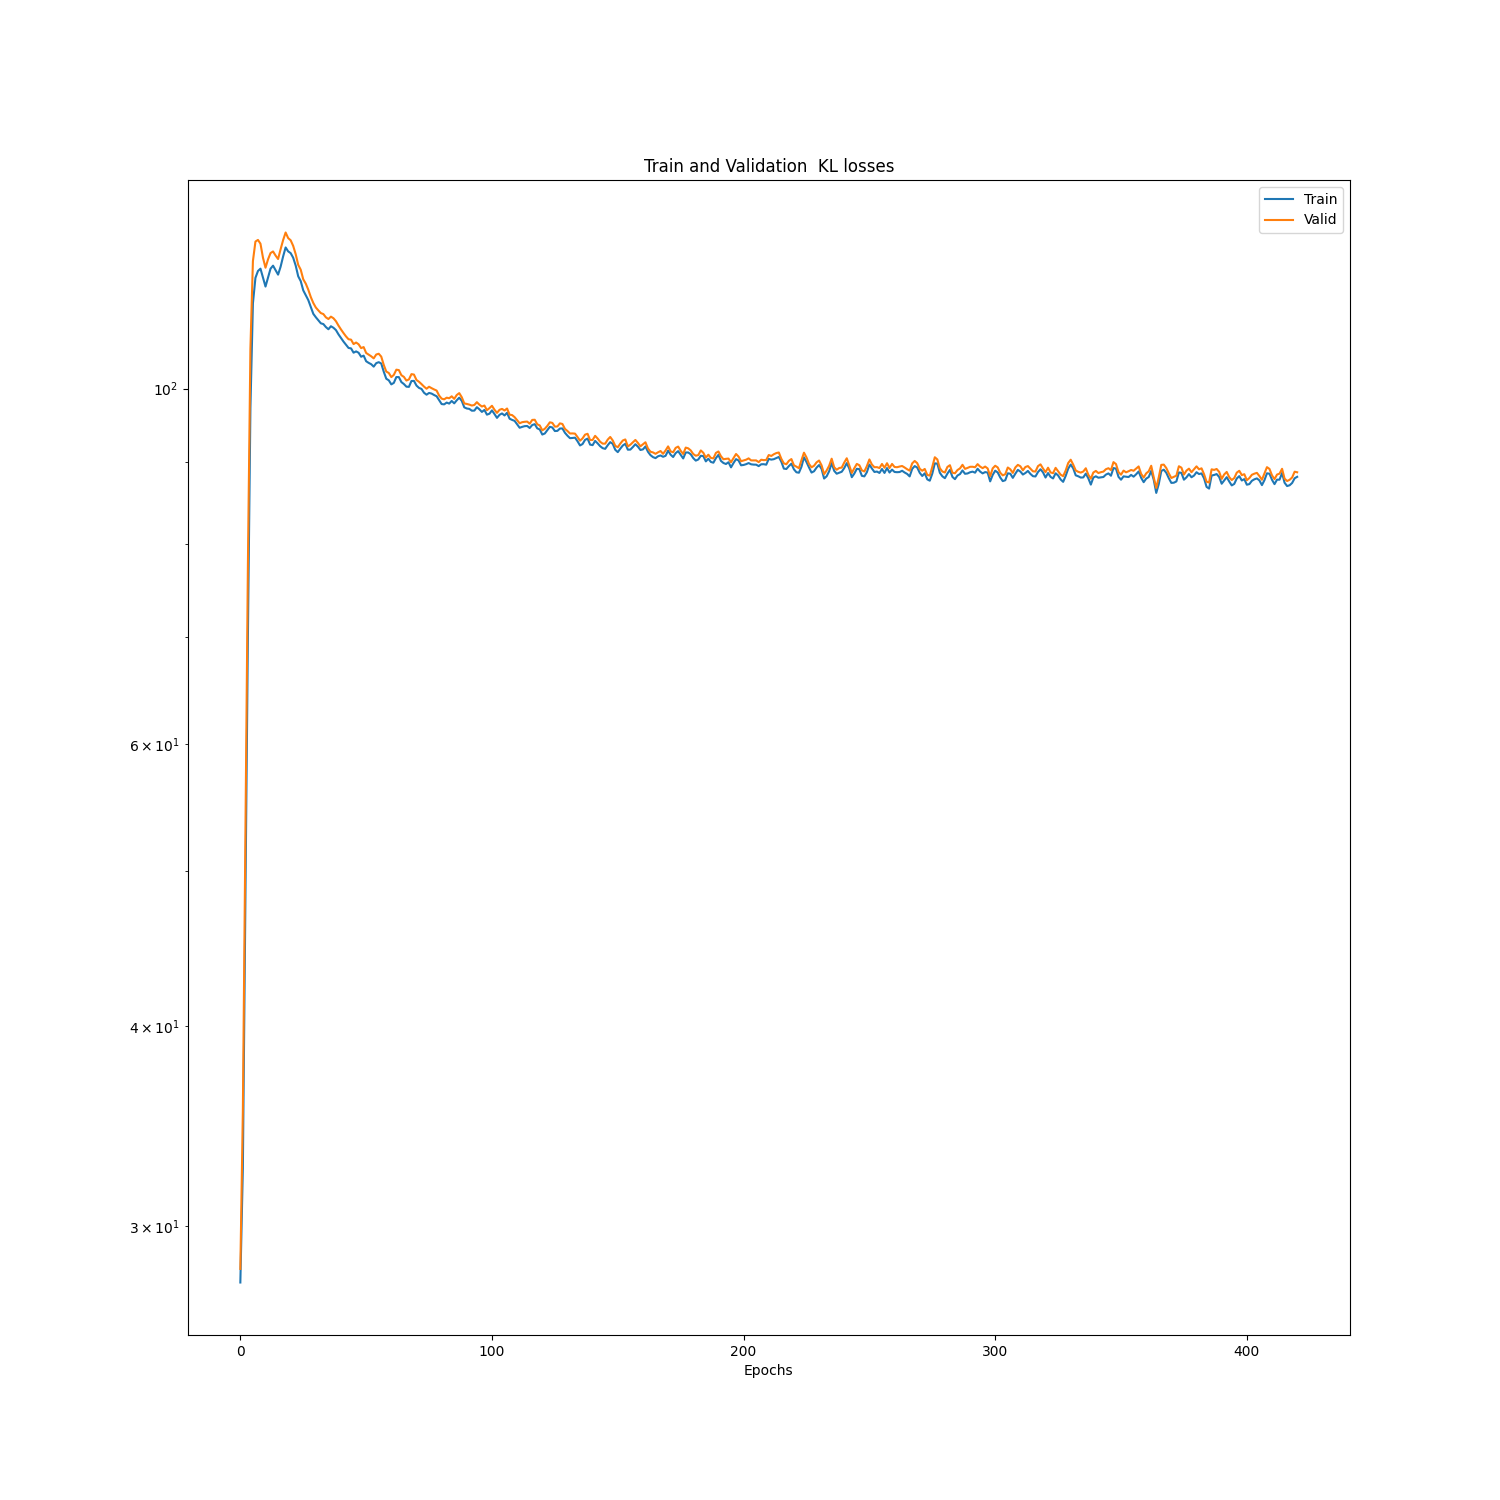 Train and Validation  KL losses
Train
Valid
10²
6 × 10¹
4 × 10¹
3 × 10¹
0 100 200 300 400
Epochs